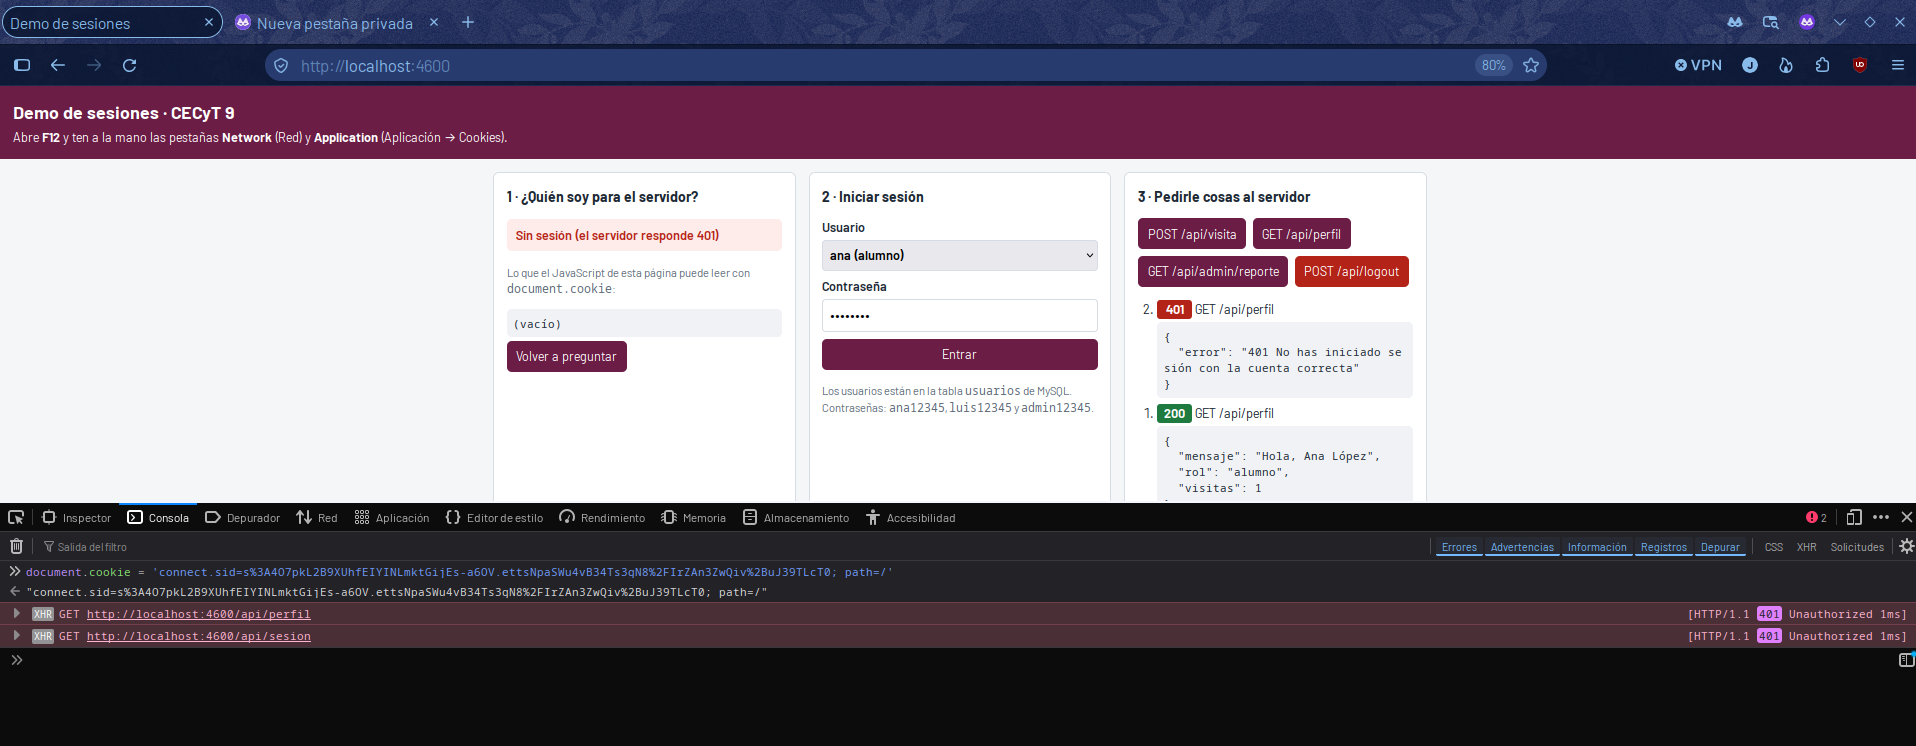 Demo de sesiones
Nueva pestaña privada
http://localhost:4600
80%
VPN
J
Demo de sesiones · CECyT 9
Abre F12 y ten a la mano las pestañas Network (Red) y Application (Aplicación → Cookies).
1 · ¿Quién soy para el servidor?
Sin sesión (el servidor responde 401)
Lo que el JavaScript de esta página puede leer con
document.cookie:
(vacío)
Volver a preguntar
2 · Iniciar sesión
Usuario
ana (alumno)
Contraseña
••••••••
Entrar
Los usuarios están en la tabla usuarios de MySQL.
Contraseñas: ana12345, luis12345 y admin12345.
3 · Pedirle cosas al servidor
POST /api/visita
GET /api/perfil
GET /api/admin/reporte
POST /api/logout
2. 401 GET /api/perfil
{
"error": "401 No has iniciado se
sión con la cuenta correcta"
}
1. 200 GET /api/perfil
{
"mensaje": "Hola, Ana López",
"rol": "alumno",
"visitas": 1
Inspector
Consola
Depurador
Red
Aplicación
Editor de estilo
Rendimiento
Memoria
Almacenamiento
Accesibilidad
2
Salida del filtro
Errores
Advertencias
Información
Registros
Depurar
CSS
XHR
Solicitudes
document.cookie = 'connect.sid=s%3A4O7pkL2B9XUhfEIYINLmktGijEs-a6OV.ettsNpaSWu4vB34Ts3qN8%2FIrZAn3ZwQiv%2BuJ39TLcT0; path=/'
"connect.sid=s%3A4O7pkL2B9XUhfEIYINLmktGijEs-a6OV.ettsNpaSWu4vB34Ts3qN8%2FIrZAn3ZwQiv%2BuJ39TLcT0; path=/"
XHR GET http://localhost:4600/api/perfil [HTTP/1.1 401 Unauthorized 1ms]
XHR GET http://localhost:4600/api/sesion [HTTP/1.1 401 Unauthorized 1ms]